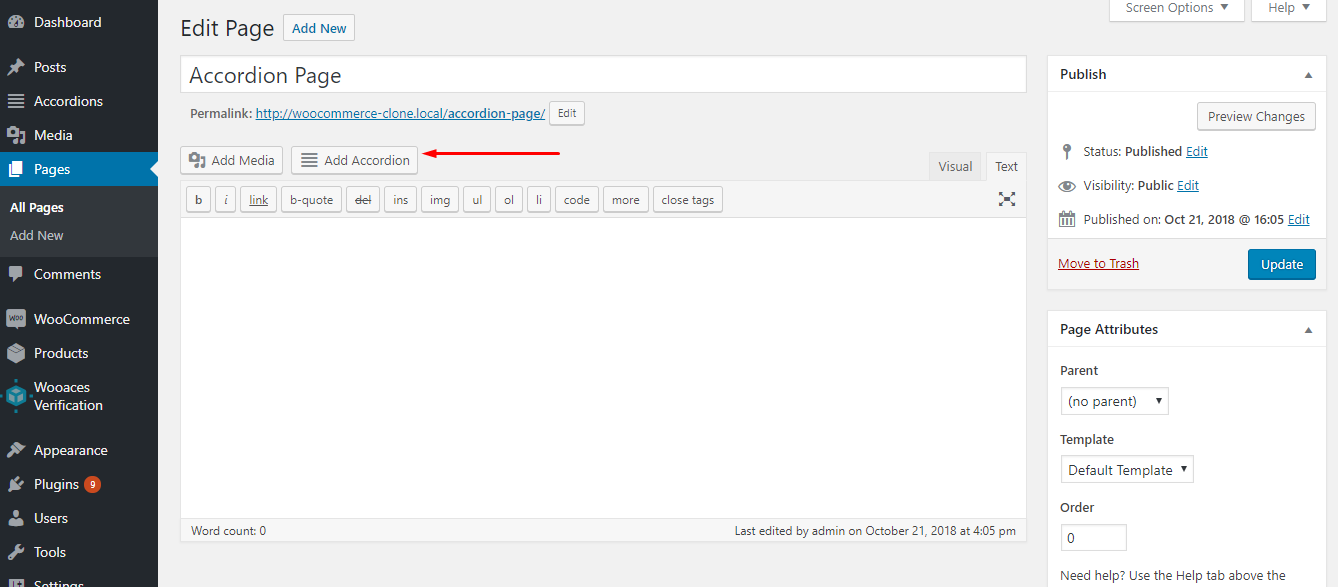 Dashboard
Posts
Accordions
Media
Pages
All Pages
Add New
Comments
WooCommerce
Products
Wooaces
Verification
Appearance
Plugins 9
Users
Tools
Settings
Screen Options ▼
Help ▼
Edit Page Add New
Accordion Page
Permalink: http://woocommerce-clone.local/accordion-page/ Edit
Add Media Add Accordion
Visual Text
b i link b-quote del ins img ul ol li code more close tags
Word count: 0 Last edited by admin on October 21, 2018 at 4:05 pm
Publish
Preview Changes
Status: Published Edit
Visibility: Public Edit
Published on: Oct 21, 2018 @ 16:05 Edit
Move to Trash Update
Page Attributes
Parent
(no parent)
Template
Default Template
Order
0
Need help? Use the Help tab above the